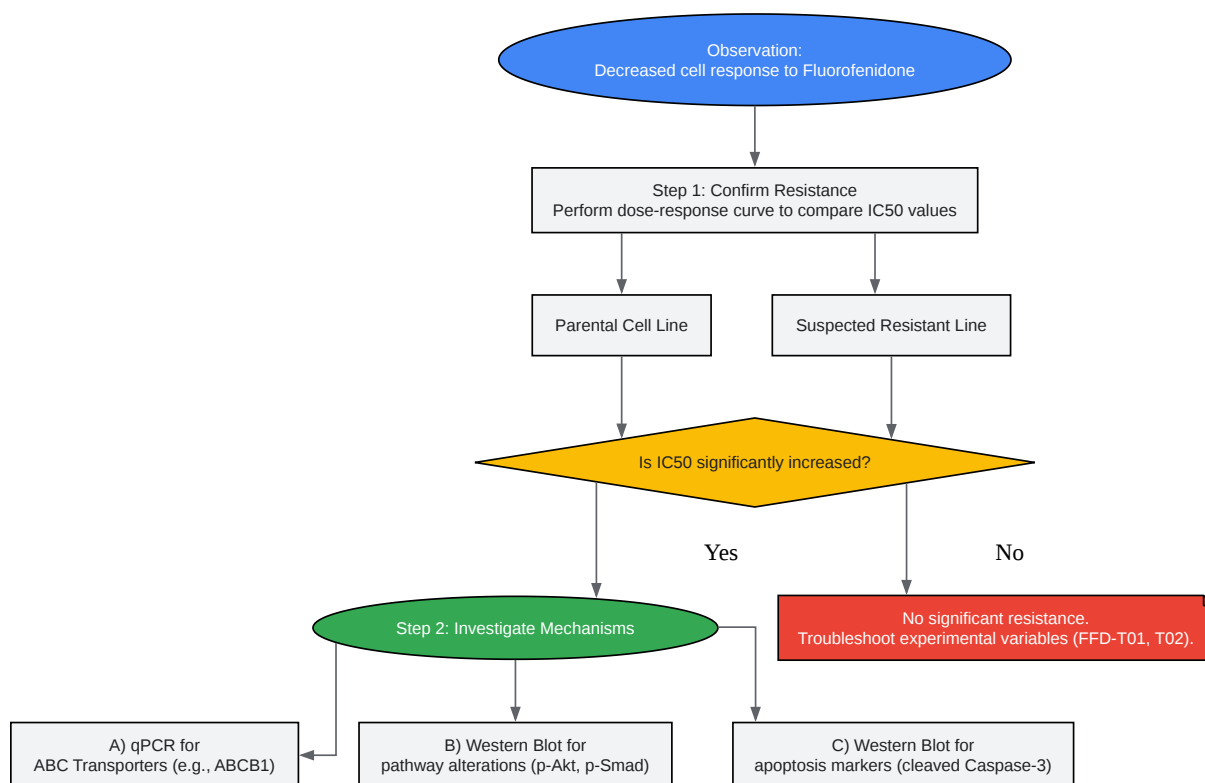 Observation:
Decreased cell response to Fluorofenidone
Step 1: Confirm Resistance
Perform dose-response curve to compare IC50 values
Parental Cell Line
Suspected Resistant Line
Is IC50 significantly increased?
Yes
No
Step 2: Investigate Mechanisms
No significant resistance.
Troubleshoot experimental variables (FFD-T01, T02).
A) qPCR for
ABC Transporters (e.g., ABCB1)
B) Western Blot for
pathway alterations (p-Akt, p-Smad)
C) Western Blot for
apoptosis markers (cleaved Caspase-3)